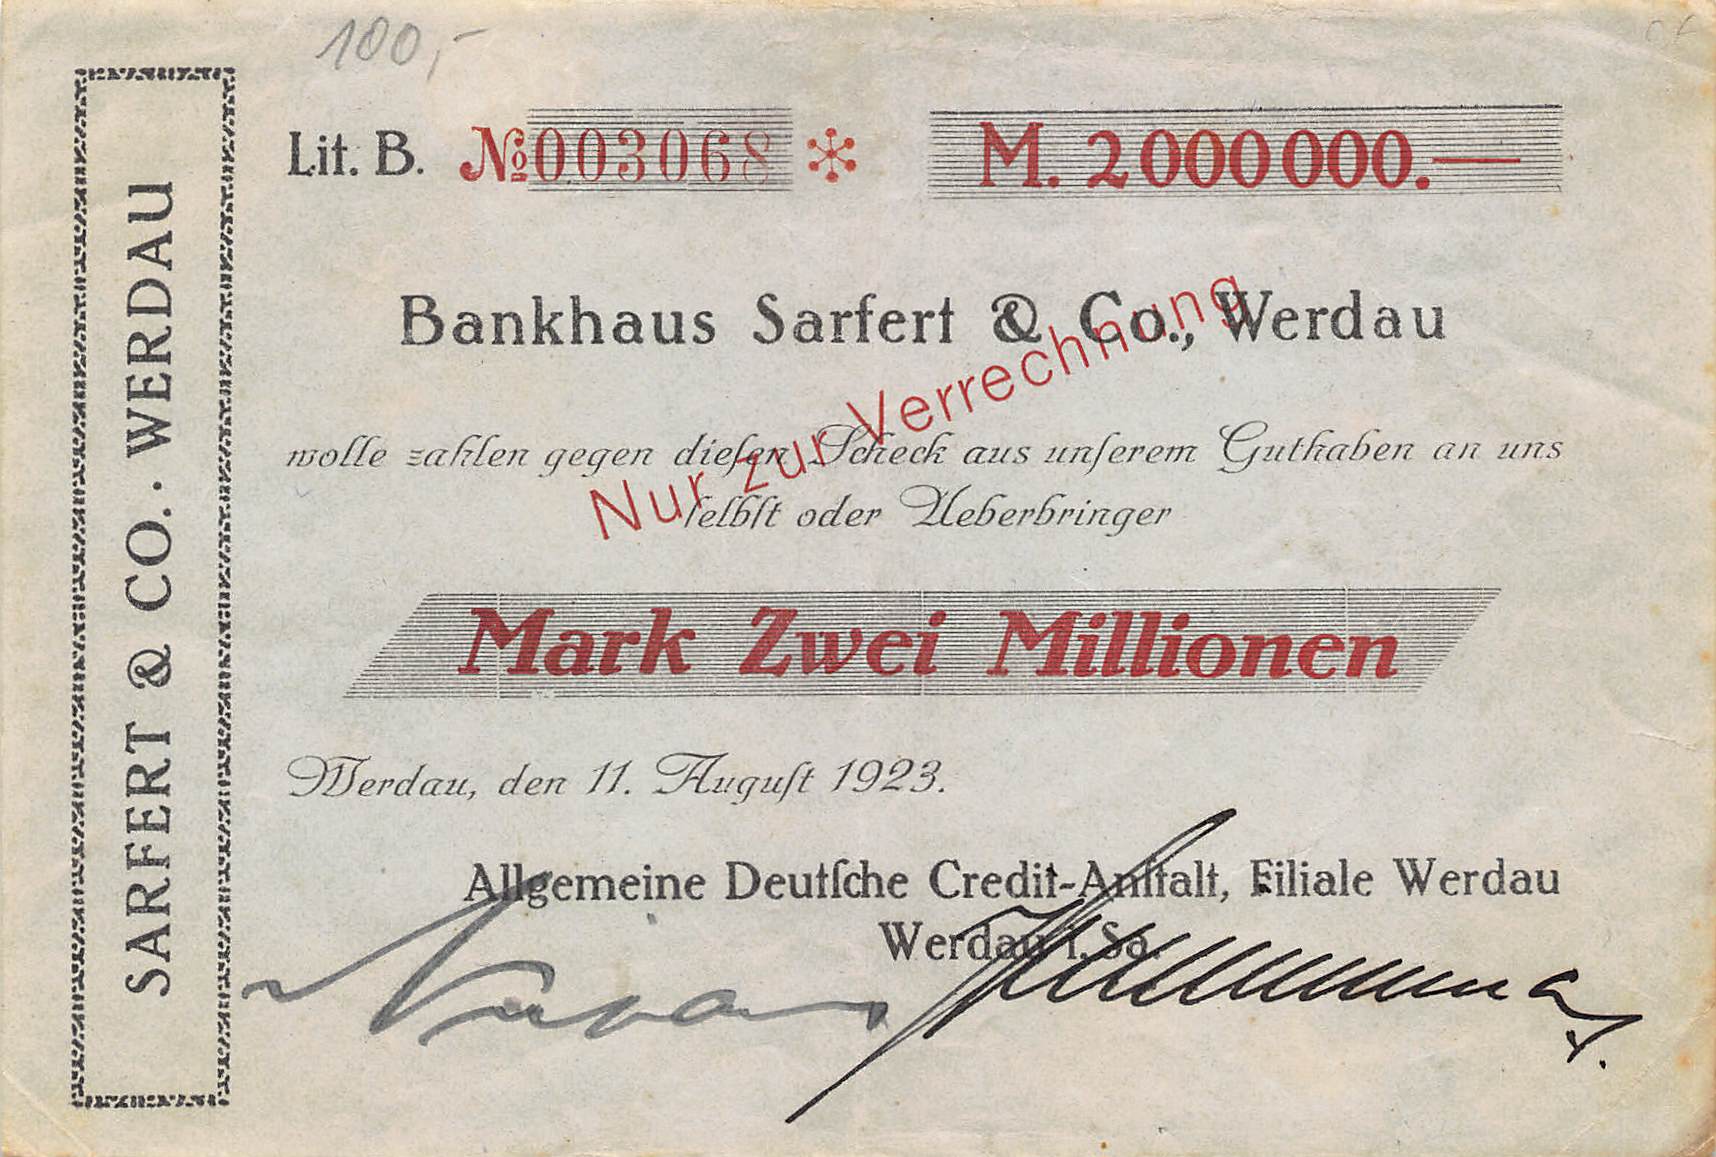 100,-
SARFERT & CO. WERDAU
Lit. B. № 003068 * M. 2000000.—
Bankhaus Sarfert & Co., Werdau
Nur zur Verrechnung
wolle zahlen gegen dieſen Scheck aus unſerem Guthaben an uns
ſelbſt oder Ueberbringer
Mark Zwei Millionen
Werdau, den 11. Auguſt 1923.
Allgemeine Deutſche Credit-Anſtalt, Filiale Werdau
Werdau i. Sa.